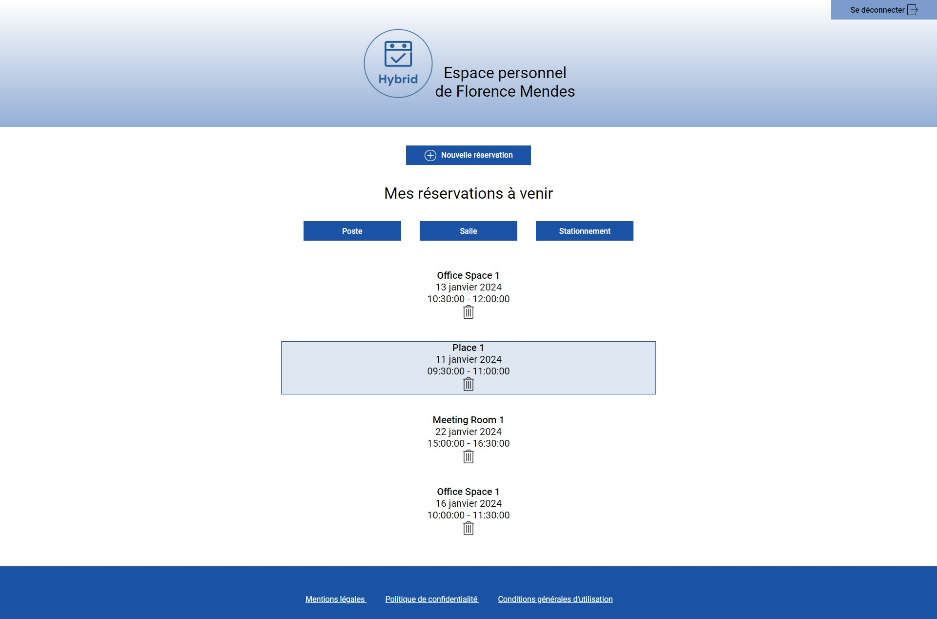 Se déconnecter
Hybrid
Espace personnel
de Florence Mendes
Nouvelle réservation
Mes réservations à venir
Poste
Salle
Stationnement
Office Space 1
13 janvier 2024
10:30:00 - 12:00:00
Place 1
11 janvier 2024
09:30:00 - 11:00:00
Meeting Room 1
22 janvier 2024
15:00:00 - 16:30:00
Office Space 1
16 janvier 2024
10:00:00 - 11:30:00
Mentions légales
Politique de confidentialité
Conditions générales d'utilisation